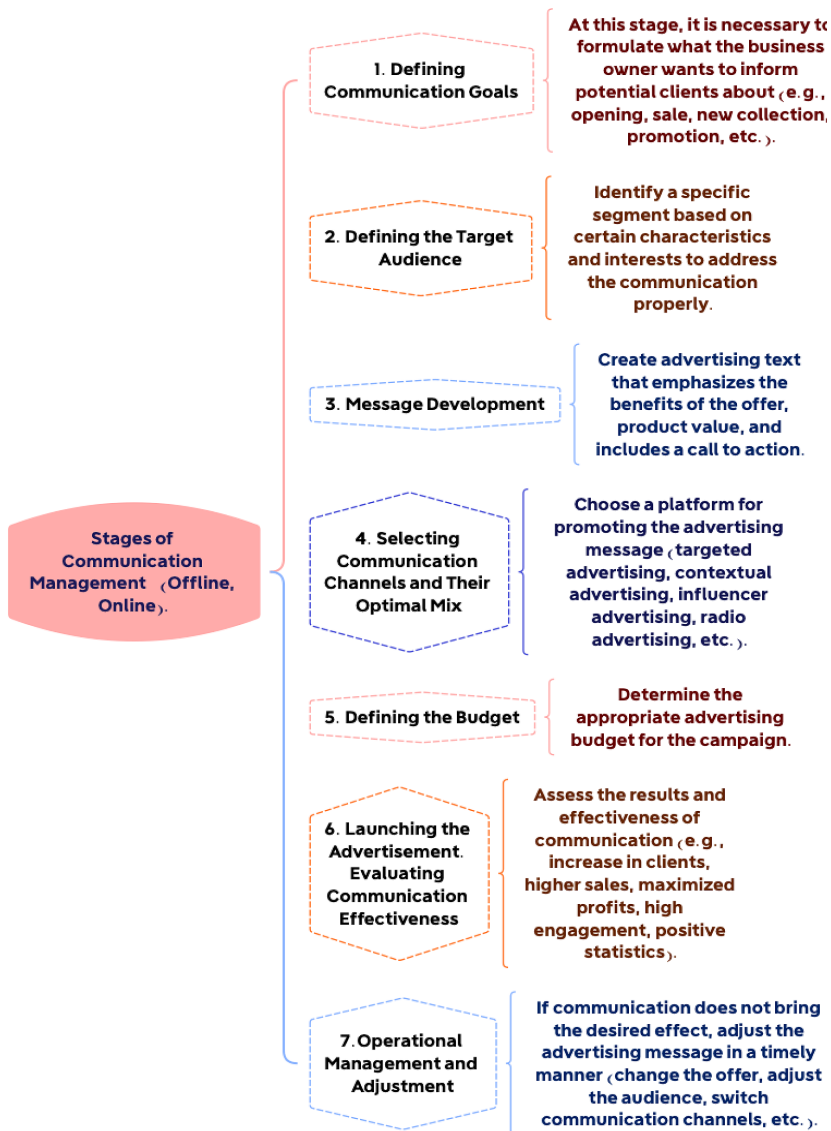 Stages of
Communication
Management (Offline,
Online).
1. Defining
Communication Goals
At this stage, it is necessary to
formulate what the business
owner wants to inform
potential clients about (e.g.,
opening, sale, new collection,
promotion, etc.).
2. Defining the Target
Audience
Identify a specific
segment based on
certain characteristics
and interests to address
the communication
properly.
3. Message Development
Create advertising text
that emphasizes the
benefits of the offer,
product value, and
includes a call to action.
4. Selecting
Communication
Channels and Their
Optimal Mix
Choose a platform for
promoting the advertising
message (targeted
advertising, contextual
advertising, influencer
advertising, radio
advertising, etc.).
5. Defining the Budget
Determine the
appropriate advertising
budget for the campaign.
6. Launching the
Advertisement.
Evaluating
Communication
Effectiveness
Assess the results and
effectiveness of
communication (e.g.,
increase in clients,
higher sales, maximized
profits, high
engagement, positive
statistics).
7. Operational
Management and
Adjustment
If communication does not bring
the desired effect, adjust the
advertising message in a timely
manner (change the offer, adjust
the audience, switch
communication channels, etc.).